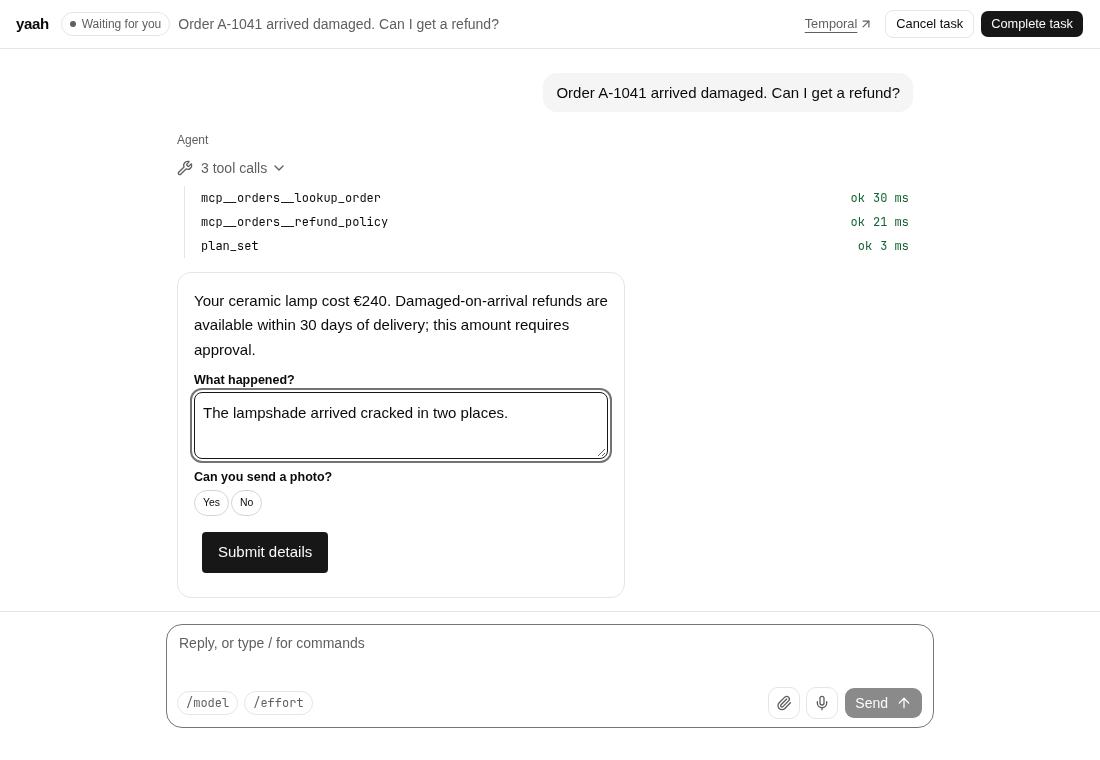 yaah
Waiting for you
Order A-1041 arrived damaged. Can I get a refund?
Temporal
Cancel task
Complete task
Order A-1041 arrived damaged. Can I get a refund?
Agent
3 tool calls
mcp__orders__lookup_order ok 30 ms
mcp__orders__refund_policy ok 21 ms
plan_set ok 3 ms
Your ceramic lamp cost €240. Damaged-on-arrival refunds are
available within 30 days of delivery; this amount requires
approval.
What happened?
The lampshade arrived cracked in two places.
Can you send a photo?
Yes No
Submit details
Reply, or type / for commands
/model /effort
Send